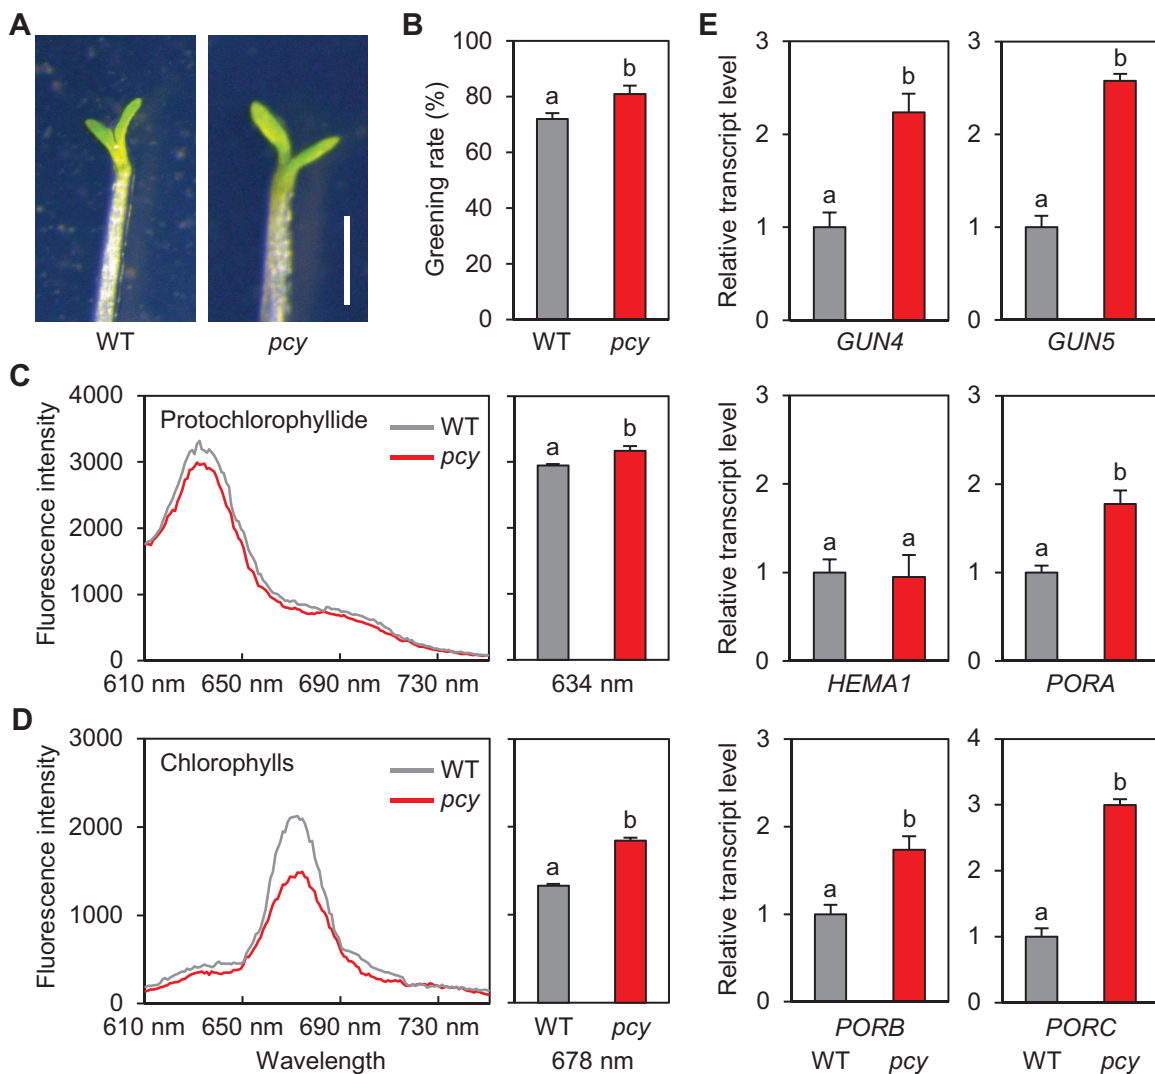 A
WT
pcy
B
Greening rate (%)
100
80
60
40
20
0
a
b
WT
pcy
C
Fluorescence intensity
4000
3000
2000
1000
0
Protochlorophyllide
WT
pcy
610 nm 650 nm 690 nm 730 nm
a
b
634 nm
D
Fluorescence intensity
3000
2000
1000
0
Chlorophylls
WT
pcy
610 nm 650 nm 690 nm 730 nm
Wavelength
a
b
WT
pcy
678 nm
E
Relative transcript level
3
2
1
0
a
b
GUN4
3
2
1
0
a
b
GUN5
Relative transcript level
3
2
1
0
a
a
HEMA1
3
2
1
0
a
b
PORA
Relative transcript level
3
2
1
0
a
b
PORB
WT
pcy
4
3
2
1
0
a
b
PORC
WT
pcy